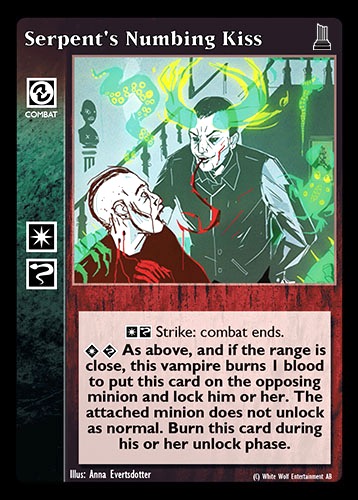 Serpent's Numbing Kiss
COMBAT
Strike: combat ends.
As above, and if the range is
close, this vampire burns 1 blood
to put this card on the opposing
minion and lock him or her. The
attached minion does not unlock
as normal. Burn this card during
his or her unlock phase.
Illus: Anna Evertsdotter
(C) White Wolf Entertainment AB